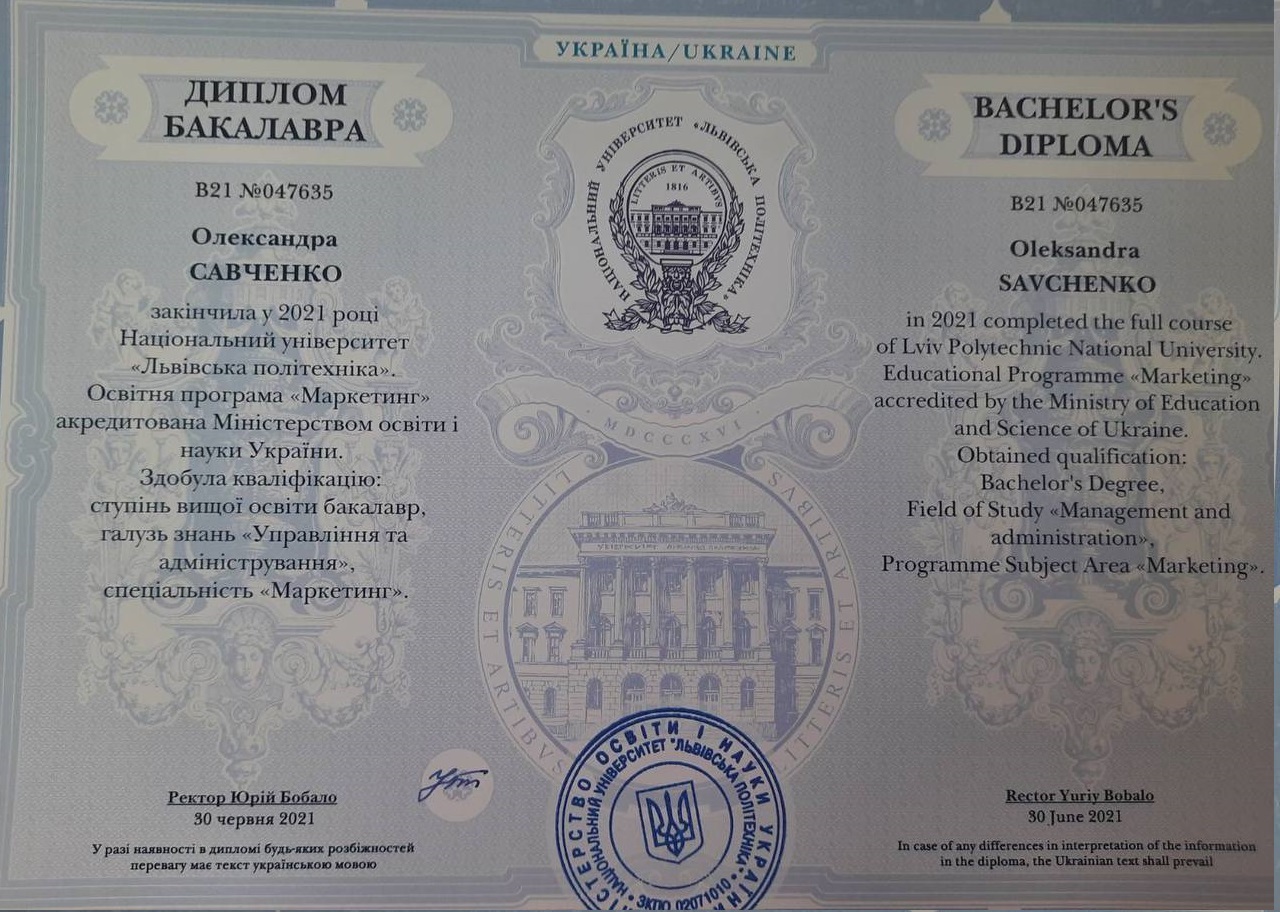 УКРАЇНА/UKRAINE
ДИПЛОМ
БАКАЛАВРА
В21 №047635
Олександра
САВЧЕНКО
закінчила у 2021 році
Національний університет
«Львівська політехніка».
Освітня програма «Маркетинг»
акредитована Міністерством освіти і
науки України.
Здобула кваліфікацію:
ступінь вищої освіти бакалавр,
галузь знань «Управління та
адміністрування»,
спеціальність «Маркетинг».
Ректор Юрій Бобало
30 червня 2021
У разі наявності в дипломі будь-яких розбіжностей
перевагу має текст українською мовою
НАЦІОНАЛЬНИЙ УНІВЕРСИТЕТ «ЛЬВІВСЬКА ПОЛІТЕХНІКА»
LITTERIS ET ARTIBVS
1816
MDCCCXVI
LITTERIS ET ARTIBVS
LITTERIS ET ARTIBVS
МІНІСТЕРСТВО ОСВІТИ І НАУКИ УКРАЇНИ
НАЦІОНАЛЬНИЙ УНІВЕРСИТЕТ "ЛЬВІВСЬКА ПОЛІТЕХНІКА"
ЗКПО 02071010
BACHELOR'S
DIPLOMA
B21 №047635
Oleksandra
SAVCHENKO
in 2021 completed the full course
of Lviv Polytechnic National University.
Educational Programme «Marketing»
accredited by the Ministry of Education
and Science of Ukraine.
Obtained qualification:
Bachelor's Degree,
Field of Study «Management and
administration»,
Programme Subject Area «Marketing».
Rector Yuriy Bobalo
30 June 2021
In case of any differences in interpretation of the information
in the diploma, the Ukrainian text shall prevail